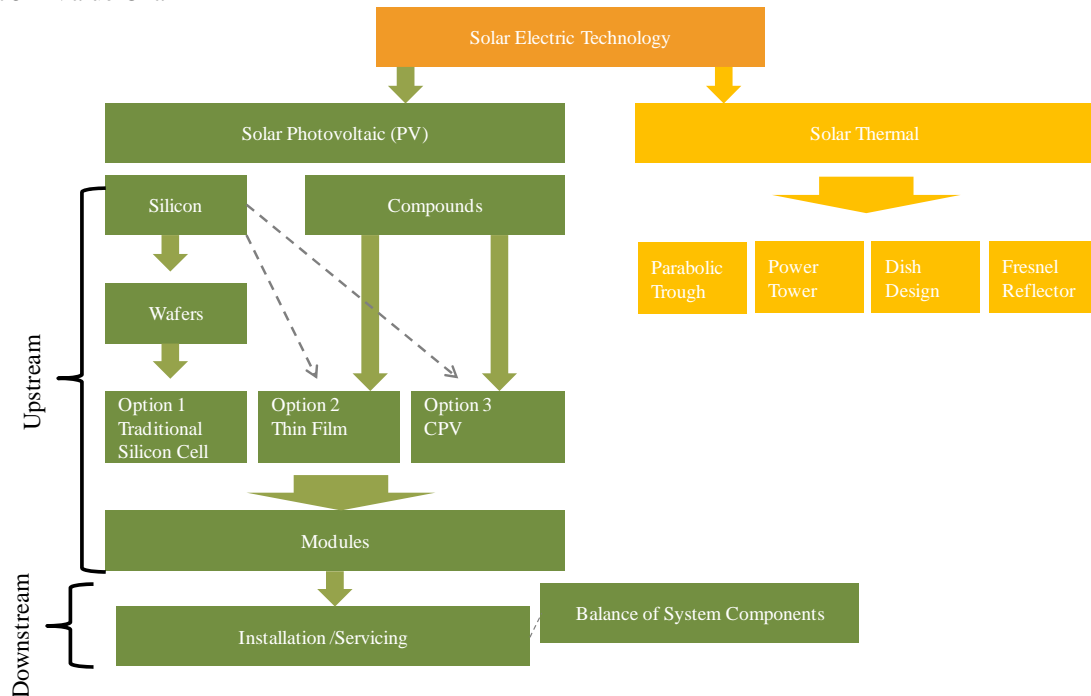 Solar Electric Technology
Solar Photovoltaic (PV)
Solar Thermal
Silicon
Compounds
Parabolic
Trough
Power
Tower
Dish
Design
Fresnel
Reflector
Wafers
Upstream
Option 1
Traditional
Silicon Cell
Option 2
Thin Film
Option 3
CPV
Modules
Downstream
Installation /Servicing
Balance of System Components